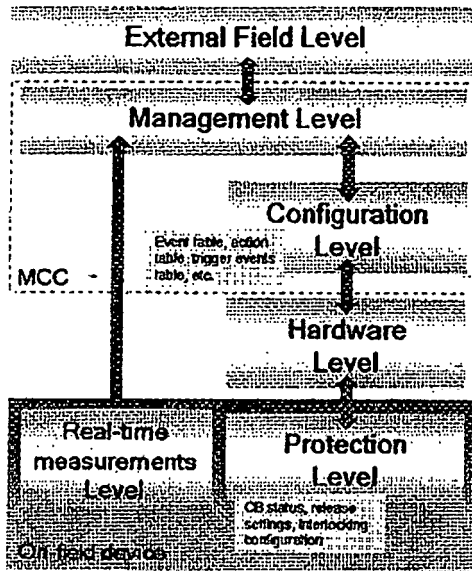 External Field Level
Management Level
Configuration
Level
Event table, action
table, trigger events
table, etc.
MCC
Hardware
Level
Real-time
measurements
Level
Protection
Level
CB status, release
settings, interlocking
configuration
On-field device